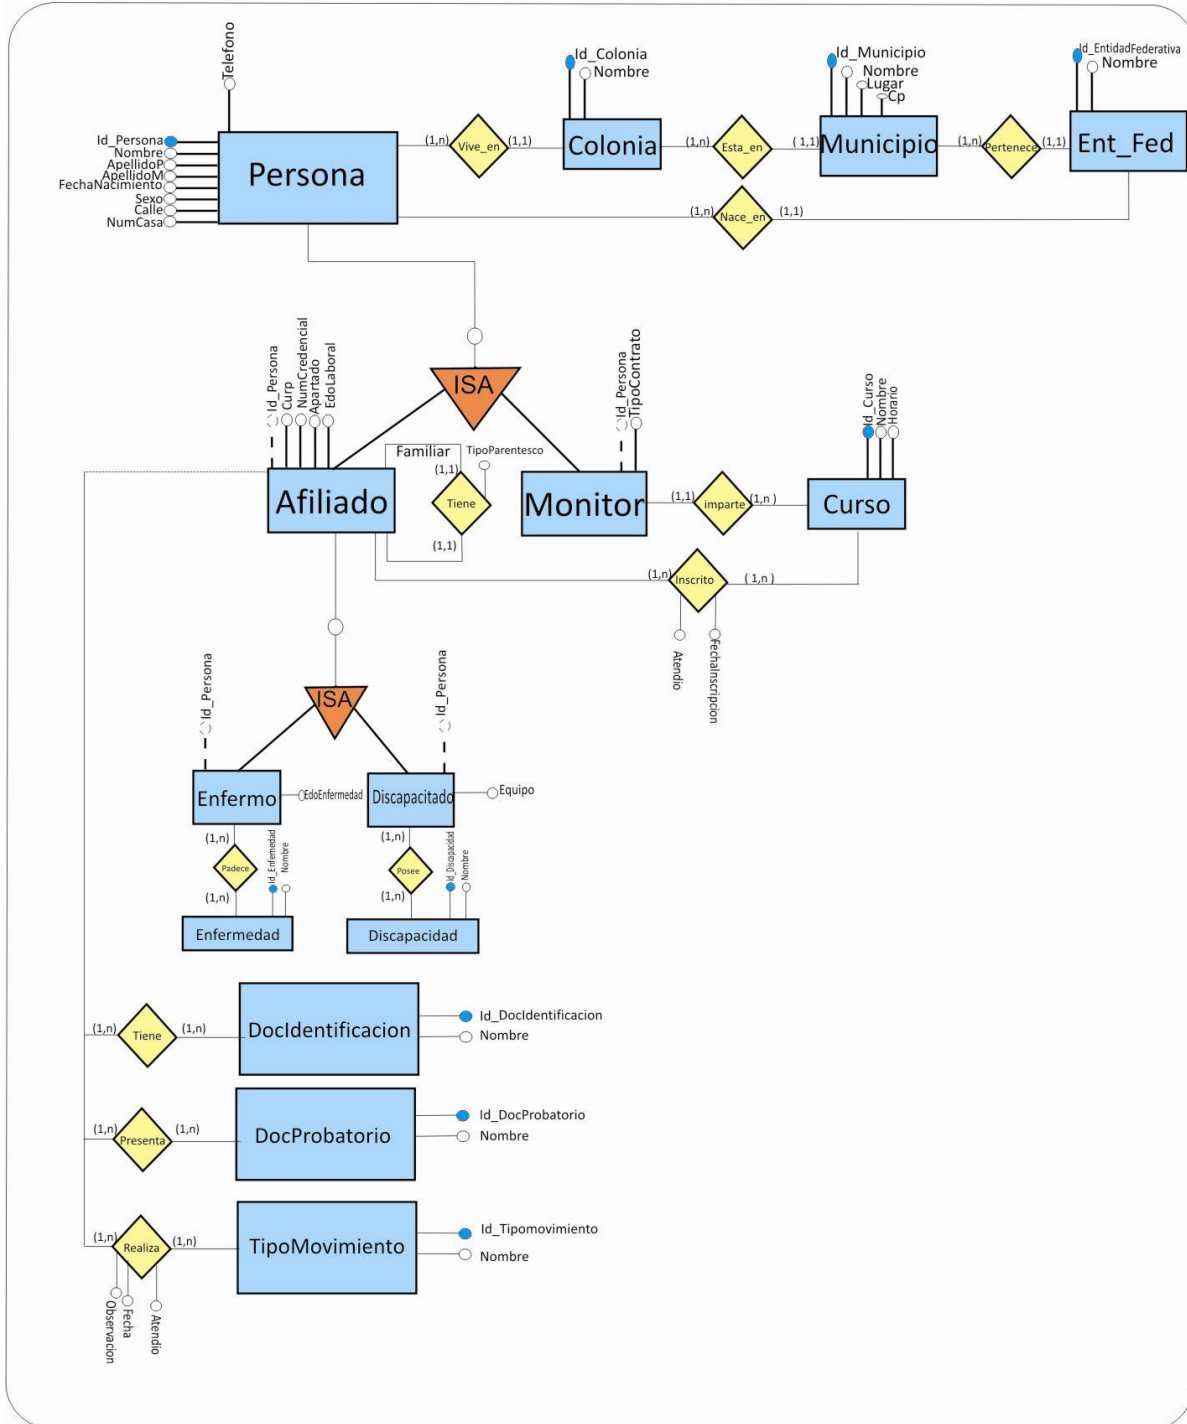 Telefono
Id_Persona
Nombre
ApellidoP
ApellidoM
FechaNacimiento
Sexo
Calle
NumCasa
Persona
(1,n)
Vive_en
(1,1)
Id_Colonia
Nombre
Colonia
(1,n)
Esta_en
(1,1)
Id_Municipio
Nombre
Lugar
Cp
Municipio
(1,n)
Pertenece
(1,1)
Id_EntidadFederativa
Nombre
Ent_Fed
(1,n)
Nace_en
(1,1)
ISA
Id_Persona
Curp
NumCredencial
Apartado
EdoLaboral
Afiliado
Familiar
(1,1)
TipoParentesco
Tiene
(1,1)
Id_Persona
TipoContrato
Monitor
(1,1)
imparte
(1,n )
Id_Curso
Nombre
Horario
Curso
(1,n)
Inscrito
( 1,n )
Atendio
FechaInscripcion
ISA
Id_Persona
Id_Persona
Enfermo
EdoEnfermedad
Discapacitado
Equipo
(1,n)
Padece
(1,n)
Id_Enfermedad
Nombre
Enfermedad
(1,n)
Posee
(1,n)
Id_Discapacidad
Nombre
Discapacidad
(1,n)
Tiene
(1,n)
DocIdentificacion
Id_DocIdentificacion
Nombre
(1,n)
Presenta
(1,n)
DocProbatorio
Id_DocProbatorio
Nombre
(1,n)
Realiza
(1,n)
TipoMovimiento
Id_Tipomovimiento
Nombre
Observacion
Fecha
Atendio